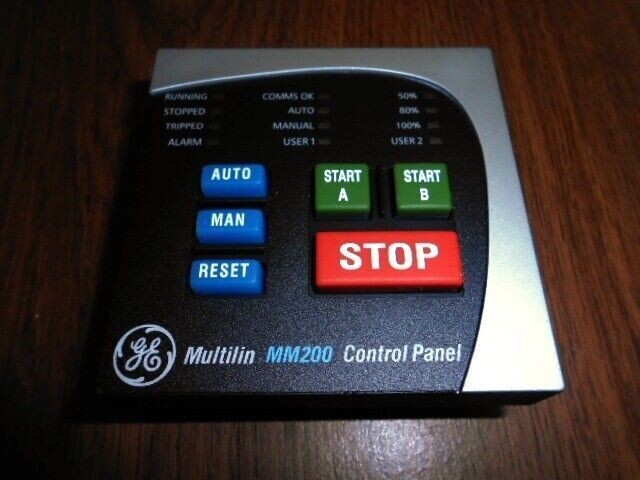 RUNNING COMMS OK 50%
STOPPED AUTO 80%
TRIPPED MANUAL 100%
ALARM USER 1 USER 2
AUTO START A START B
MAN
STOP
RESET
GE Multilin MM200 Control Panel